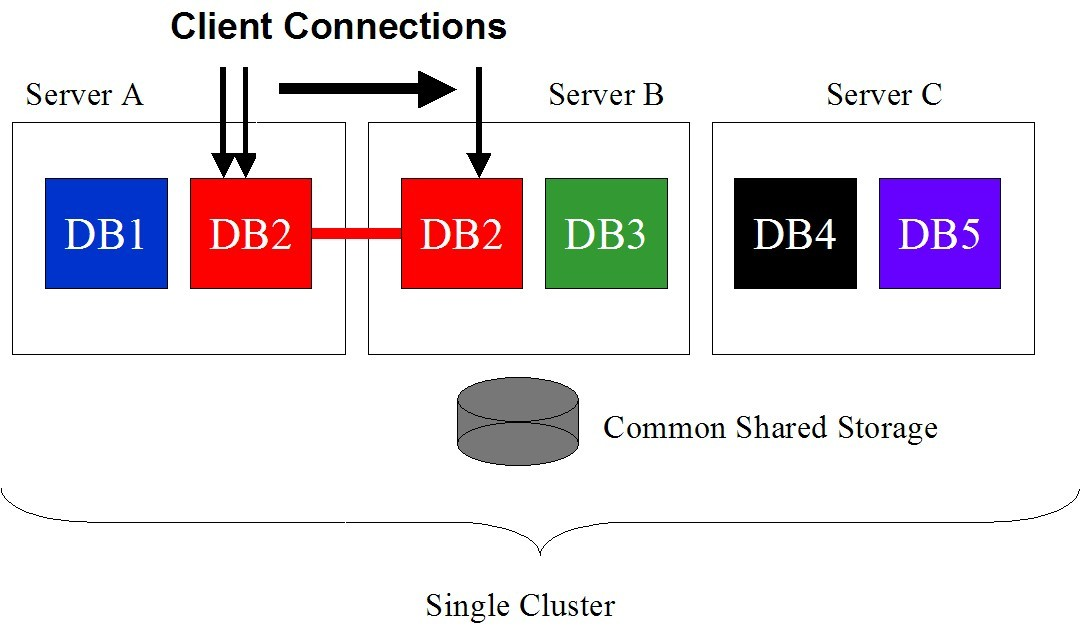 Client Connections
Server A
Server B
Server C
DB1
DB2
DB2
DB3
DB4
DB5
Common Shared Storage
Single Cluster